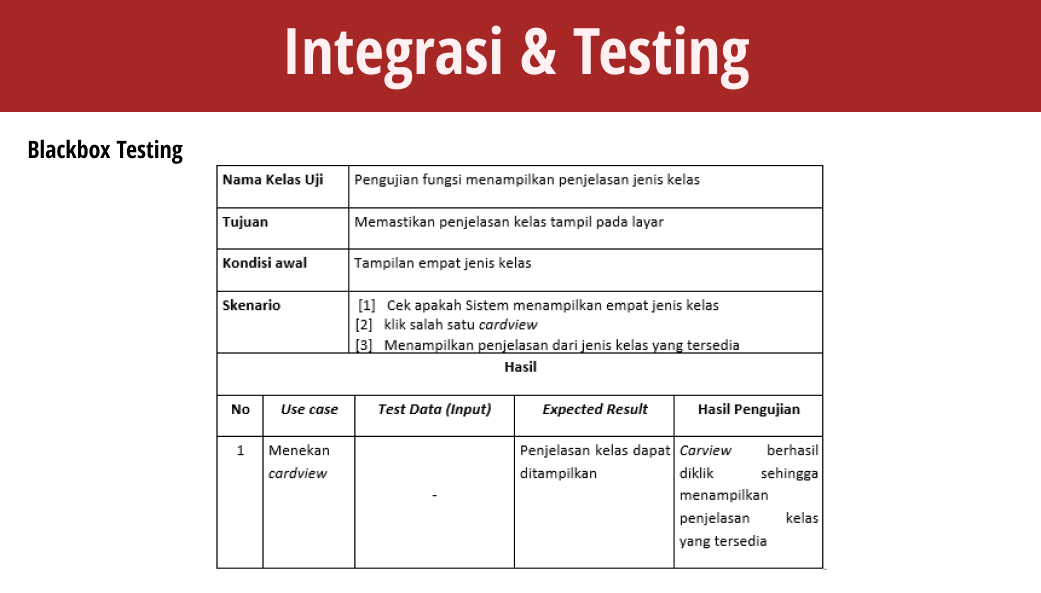 Integrasi & Testing
Blackbox Testing
Nama Kelas Uji Pengujian fungsi menampilkan penjelasan jenis kelas
Tujuan Memastikan penjelasan kelas tampil pada layar
Kondisi awal Tampilan empat jenis kelas
Skenario [1] Cek apakah Sistem menampilkan empat jenis kelas
[2] klik salah satu cardview
[3] Menampilkan penjelasan dari jenis kelas yang tersedia
Hasil
No Use case Test Data (Input) Expected Result Hasil Pengujian
1 Menekan
cardview
-
Penjelasan kelas dapat
ditampilkan
Carview berhasil
diklik sehingga
menampilkan
penjelasan kelas
yang tersedia